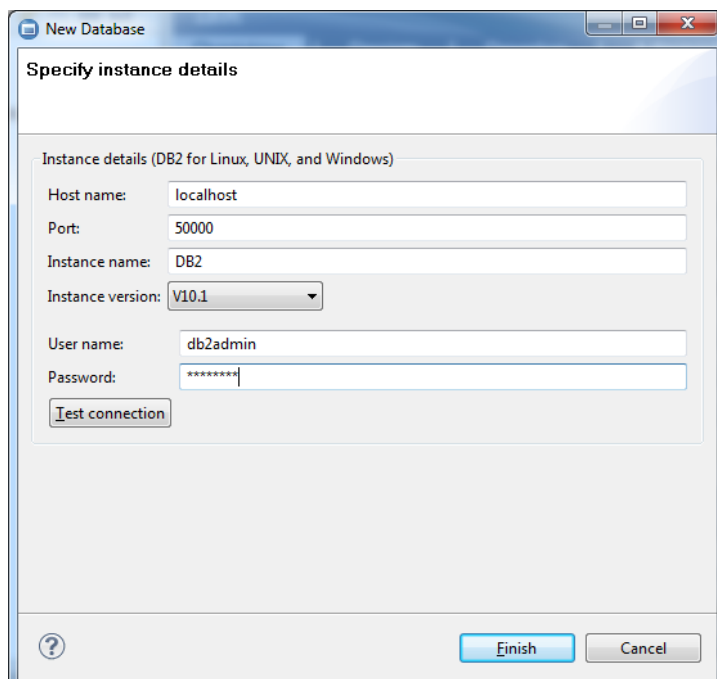 New Database
Specify instance details
Instance details (DB2 for Linux, UNIX, and Windows)
Host name: localhost
Port: 50000
Instance name: DB2
Instance version: V10.1
User name: db2admin
Password: ********
Test connection
? Finish Cancel